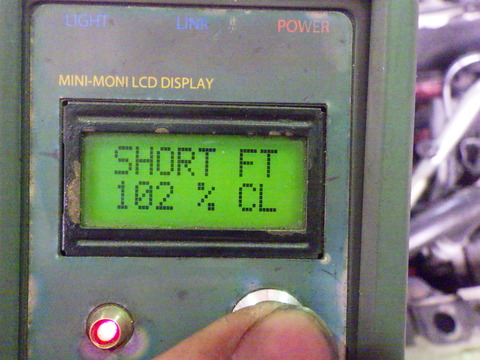 LIGHT LINK POWER
MINI-MONI LCD DISPLAY
SHORT FT
102 % CL